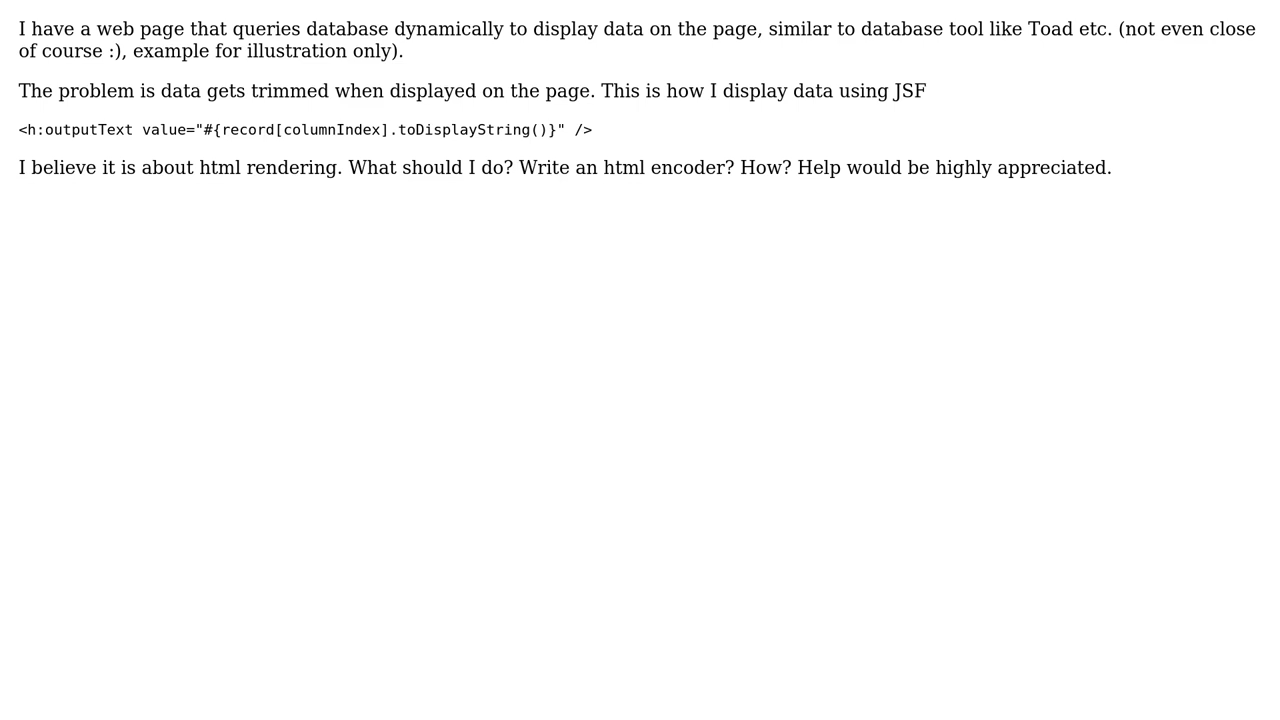 I have a web page that queries database dynamically to display data on the page, similar to database tool like Toad etc. (not even close
of course :), example for illustration only).
The problem is data gets trimmed when displayed on the page. This is how I display data using JSF
<h:outputText value="#{record[columnIndex].toDisplayString()}" />
I believe it is about html rendering. What should I do? Write an html encoder? How? Help would be highly appreciated.